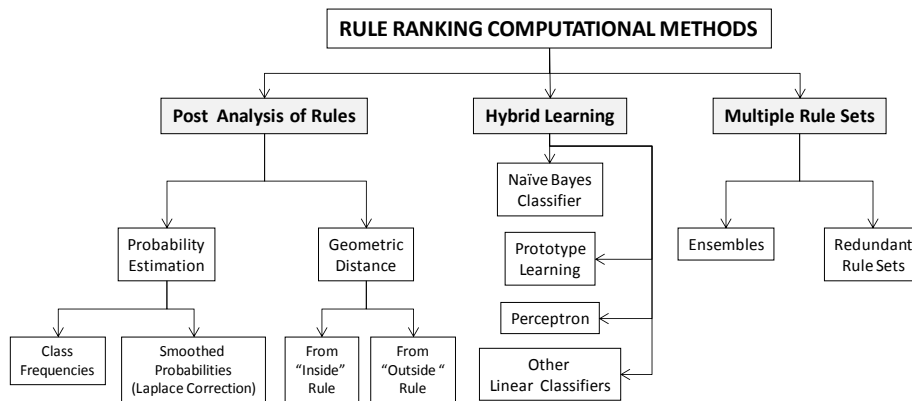 RULE RANKING COMPUTATIONAL METHODS
Post Analysis of Rules
Hybrid Learning
Multiple Rule Sets
Naïve Bayes
Classifier
Probability
Estimation
Geometric
Distance
Prototype
Learning
Ensembles
Redundant
Rule Sets
Perceptron
Class
Frequencies
Smoothed
Probabilities
(Laplace Correction)
From
“Inside”
Rule
From
“Outside “
Rule
Other
Linear Classifiers